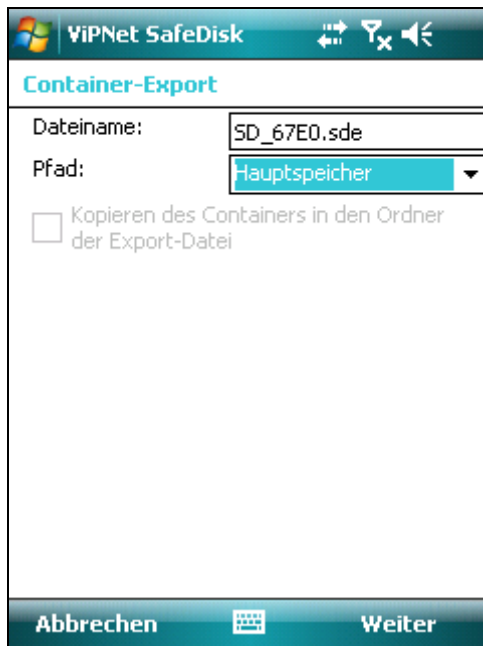 ViPNet SafeDisk
Container-Export
Dateiname:
SD_67E0.sde
Pfad:
Hauptspeicher
Kopieren des Containers in den Ordner
der Export-Datei
Abbrechen
Weiter